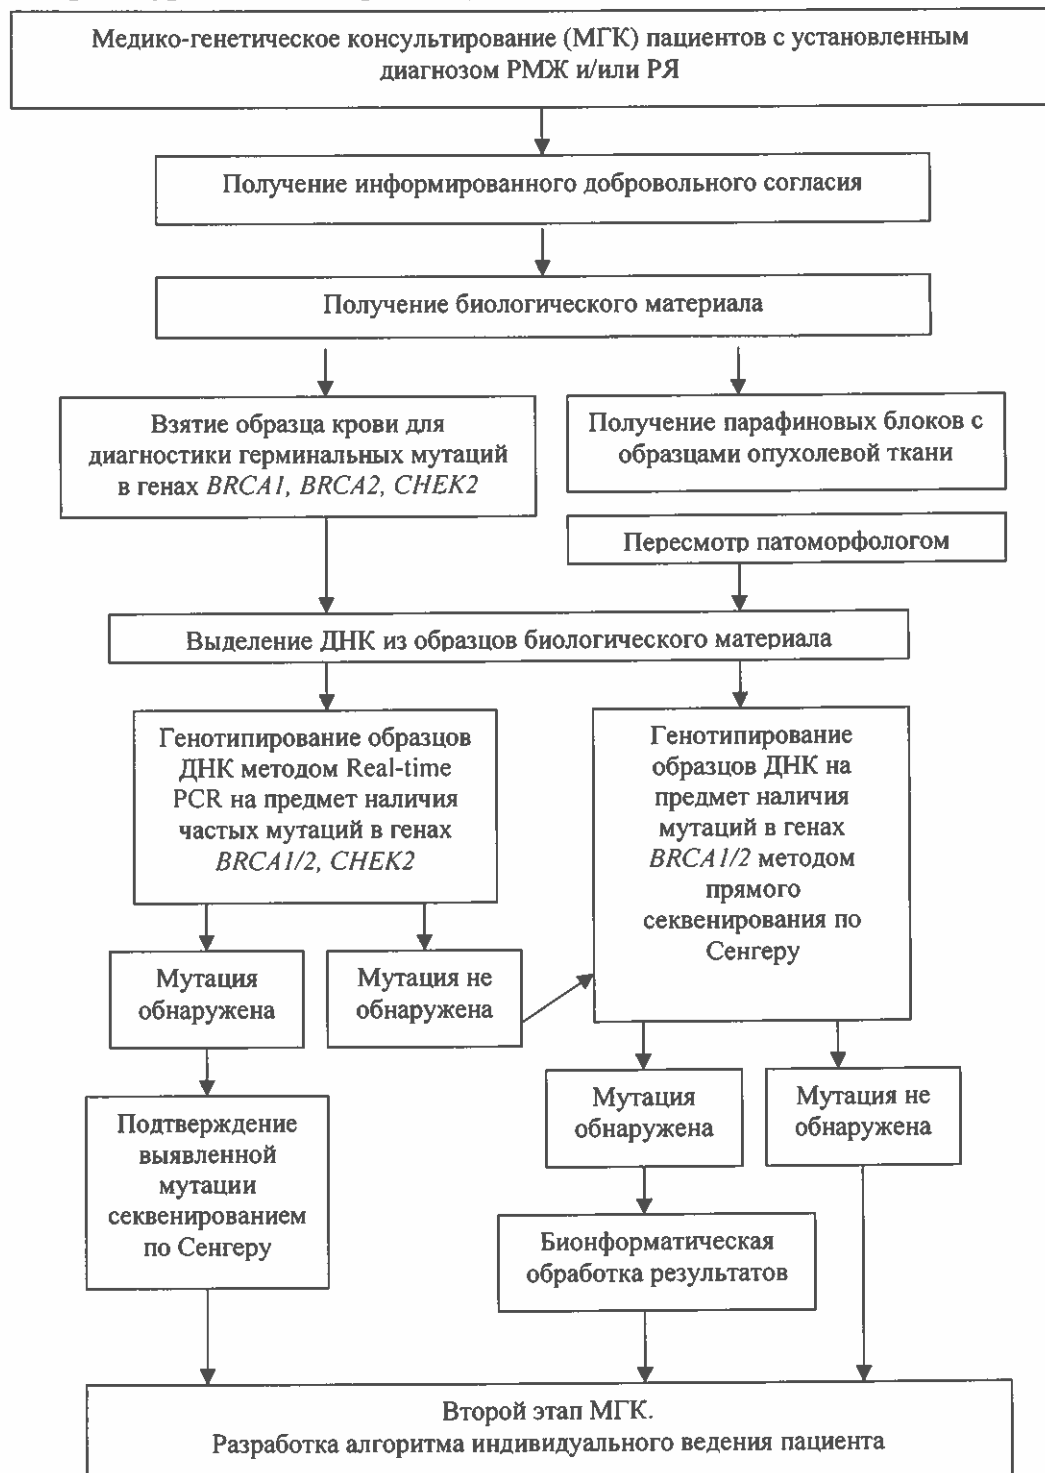 Медико-генетическое консультирование (МГК) пациентов с установленным
диагнозом РМЖ и/или РЯ
Получение информированного добровольного согласия
Получение биологического материала
Взятие образца крови для
диагностики герминальных мутаций
в генах BRCA1, BRCA2, CHEK2
Получение парафиновых блоков с
образцами опухолевой ткани
Пересмотр патоморфологом
Выделение ДНК из образцов биологического материала
Генотипирование образцов
ДНК методом Real-time
PCR на предмет наличия
частых мутаций в генах
BRCA1/2, CHEK2
Генотипирование
образцов ДНК на
предмет наличия
мутаций в генах
BRCA1/2 методом
прямого
секвенирования по
Сенгеру
Мутация
обнаружена
Мутация не
обнаружена
Подтверждение
выявленной
мутации
секвенированием
по Сенгеру
Мутация
обнаружена
Мутация не
обнаружена
Бионформатическая
обработка результатов
Второй этап МГК.
Разработка алгоритма индивидуального ведения пациента